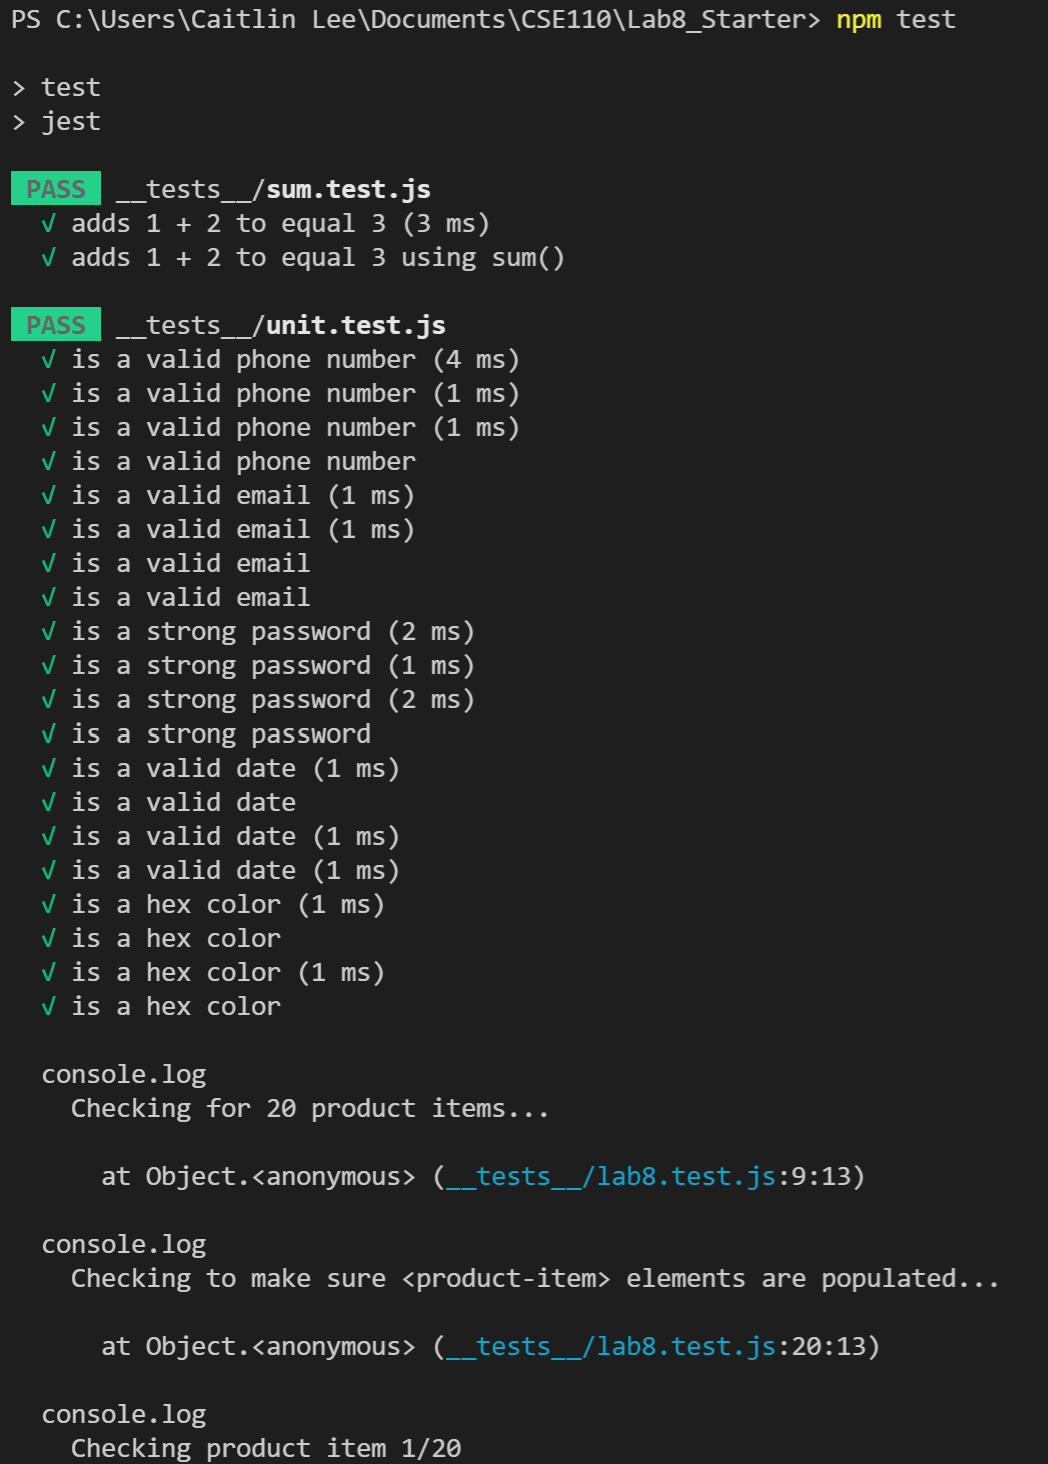 PS C:\Users\Caitlin Lee\Documents\CSE110\Lab8_Starter> npm test
> test
> jest
PASS __tests__/sum.test.js
√ adds 1 + 2 to equal 3 (3 ms)
√ adds 1 + 2 to equal 3 using sum()
PASS __tests__/unit.test.js
√ is a valid phone number (4 ms)
√ is a valid phone number (1 ms)
√ is a valid phone number (1 ms)
√ is a valid phone number
√ is a valid email (1 ms)
√ is a valid email (1 ms)
√ is a valid email
√ is a valid email
√ is a strong password (2 ms)
√ is a strong password (1 ms)
√ is a strong password (2 ms)
√ is a strong password
√ is a valid date (1 ms)
√ is a valid date
√ is a valid date (1 ms)
√ is a valid date (1 ms)
√ is a hex color (1 ms)
√ is a hex color
√ is a hex color (1 ms)
√ is a hex color
console.log
Checking for 20 product items...
at Object.<anonymous> (__tests__/lab8.test.js:9:13)
console.log
Checking to make sure <product-item> elements are populated...
at Object.<anonymous> (__tests__/lab8.test.js:20:13)
console.log
Checking product item 1/20